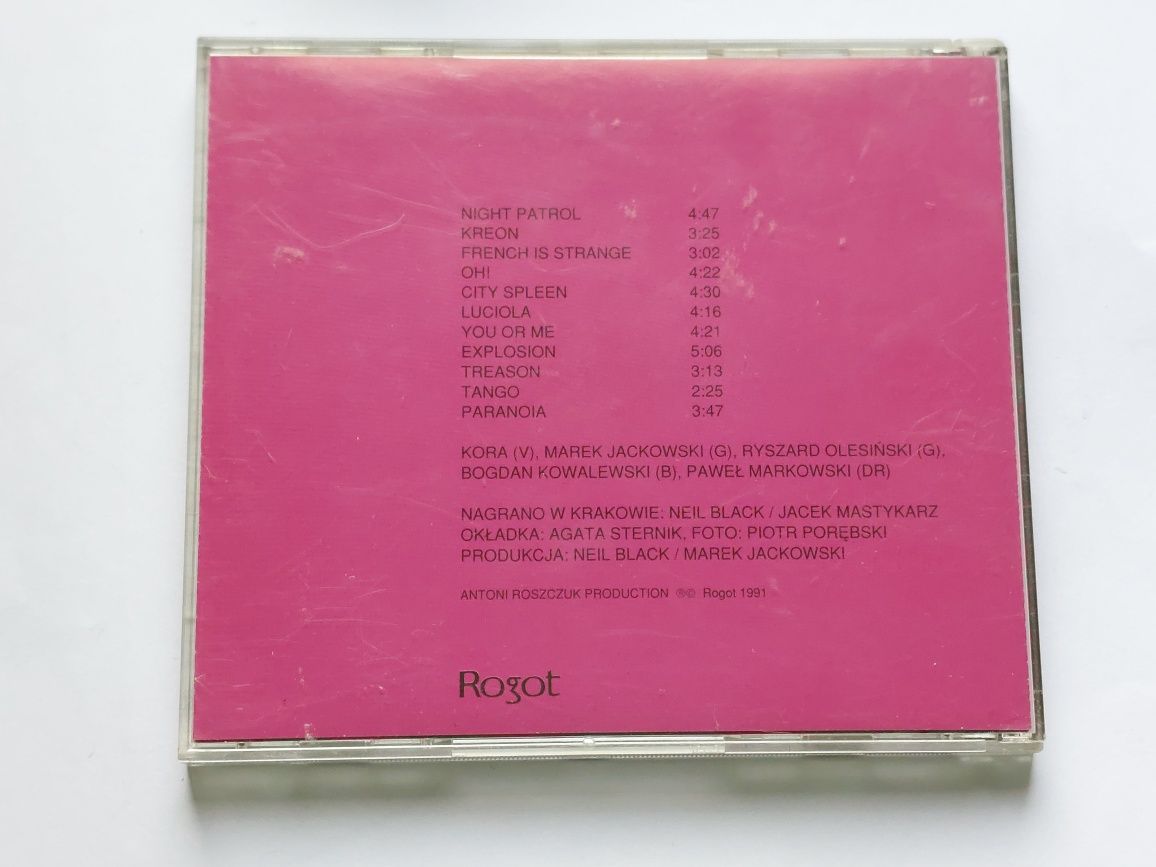 NIGHT PATROL 4:47
KREON 3:25
FRENCH IS STRANGE 3:02
OH! 4:22
CITY SPLEEN 4:30
LUCIOLA 4:16
YOU OR ME 4:21
EXPLOSION 5:06
TREASON 3:13
TANGO 2:25
PARANOIA 3:47
KORA (V), MAREK JACKOWSKI (G), RYSZARD OLESIŃSKI (G),
BOGDAN KOWALEWSKI (B), PAWEŁ MARKOWSKI (DR)
NAGRANO W KRAKOWIE: NEIL BLACK / JACEK MASTYKARZ
OKŁADKA: AGATA STERNIK, FOTO: PIOTR PORĘBSKI
PRODUKCJA: NEIL BLACK / MAREK JACKOWSKI
ANTONI ROSZCZUK PRODUCTION ®© Rogot 1991
Rogot